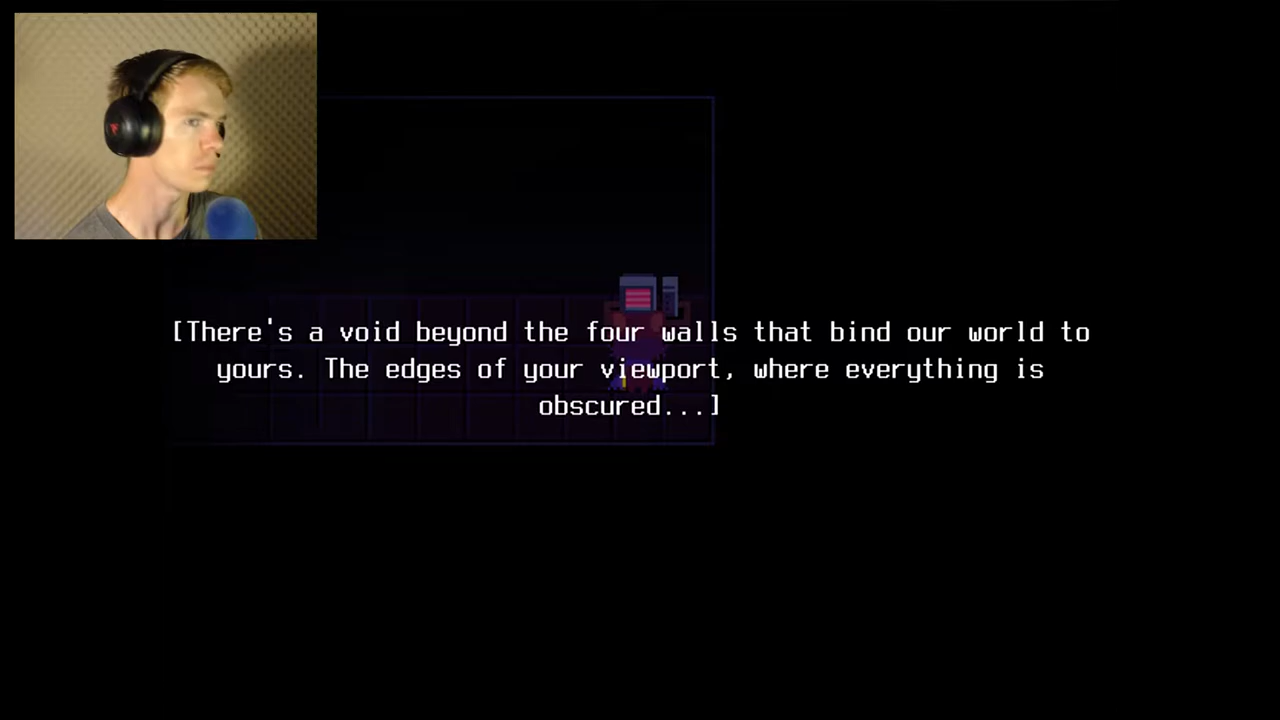 [There's a void beyond the four walls that bind our world to
yours. The edges of your viewport, where everything is
obscured...]